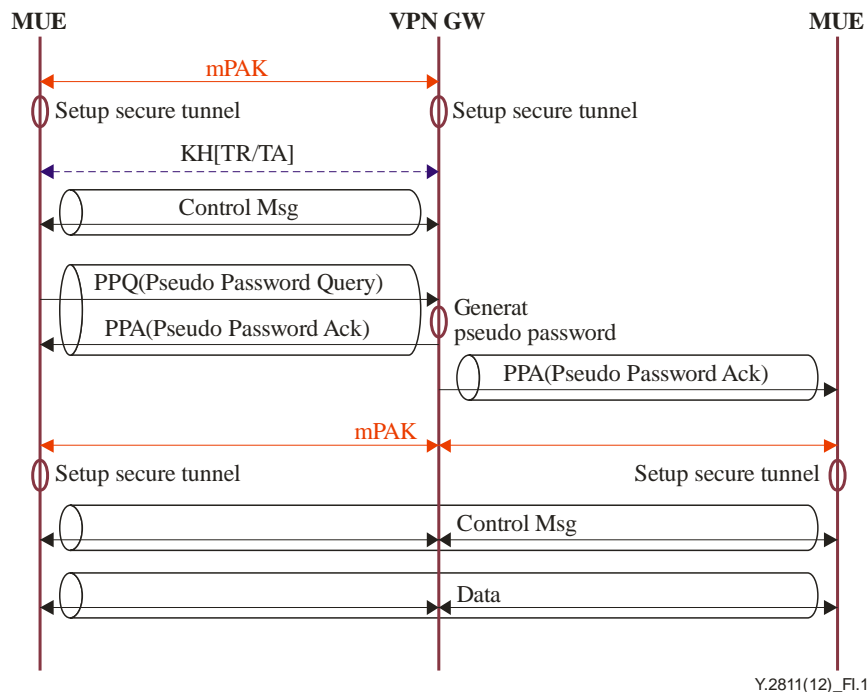 MUE VPN GW MUE
mPAK
Setup secure tunnel Setup secure tunnel
KH[TR/TA]
Control Msg
PPQ(Pseudo Password Query)
Generat
pseudo password
PPA(Pseudo Password Ack)
PPA(Pseudo Password Ack)
mPAK
Setup secure tunnel Setup secure tunnel
Control Msg
Data
Y.2811(12)_FI.1